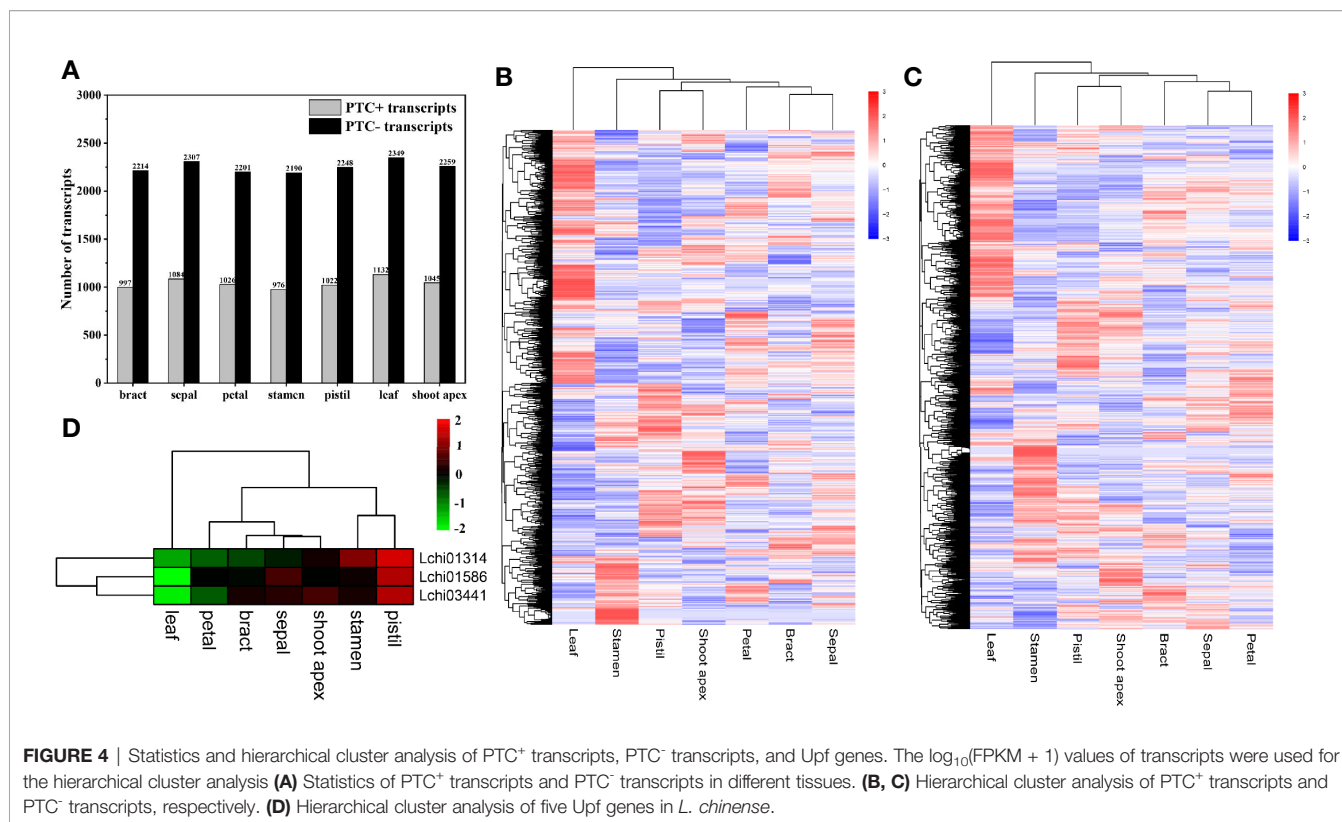 A
PTC+ transcripts
PTC- transcripts
Number of transcripts
3000
2500
2000
1500
1000
500
0
2214
2307
2201
2190
2248
2349
2259
997
1084
1026
976
1022
1132
1045
bract
sepal
petal
stamen
pistil
leaf
shoot apex
B
3
2
1
0
-1
-2
-3
Leaf
Stamen
Pistil
Shoot apex
Petal
Bract
Sepal
C
3
2
1
0
-1
-2
-3
Leaf
Stamen
Pistil
Shoot apex
Bract
Sepal
Petal
D
2
1
0
-1
-2
Lchi01314
Lchi01586
Lchi03441
leaf
petal
bract
sepal
shoot apex
stamen
pistil
FIGURE 4 | Statistics and hierarchical cluster analysis of PTC⁺ transcripts, PTC⁻ transcripts, and Upf genes. The log₁₀(FPKM + 1) values of transcripts were used for
the hierarchical cluster analysis (A) Statistics of PTC⁺ transcripts and PTC⁻ transcripts in different tissues. (B, C) Hierarchical cluster analysis of PTC⁺ transcripts and
PTC⁻ transcripts, respectively. (D) Hierarchical cluster analysis of five Upf genes in L. chinense.